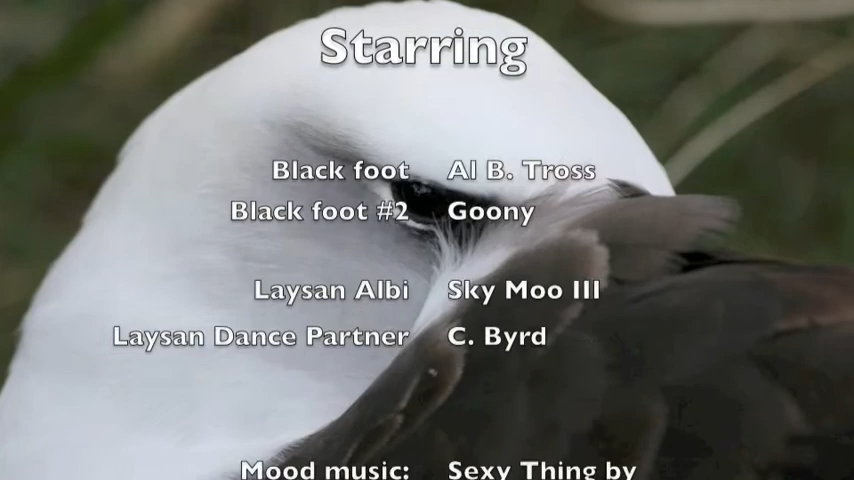 Starring
Black foot Al B. Tross
Black foot #2 Goony
Laysan Albi Sky Moo III
Laysan Dance Partner C. Byrd
Mood music: Sexy Thing by